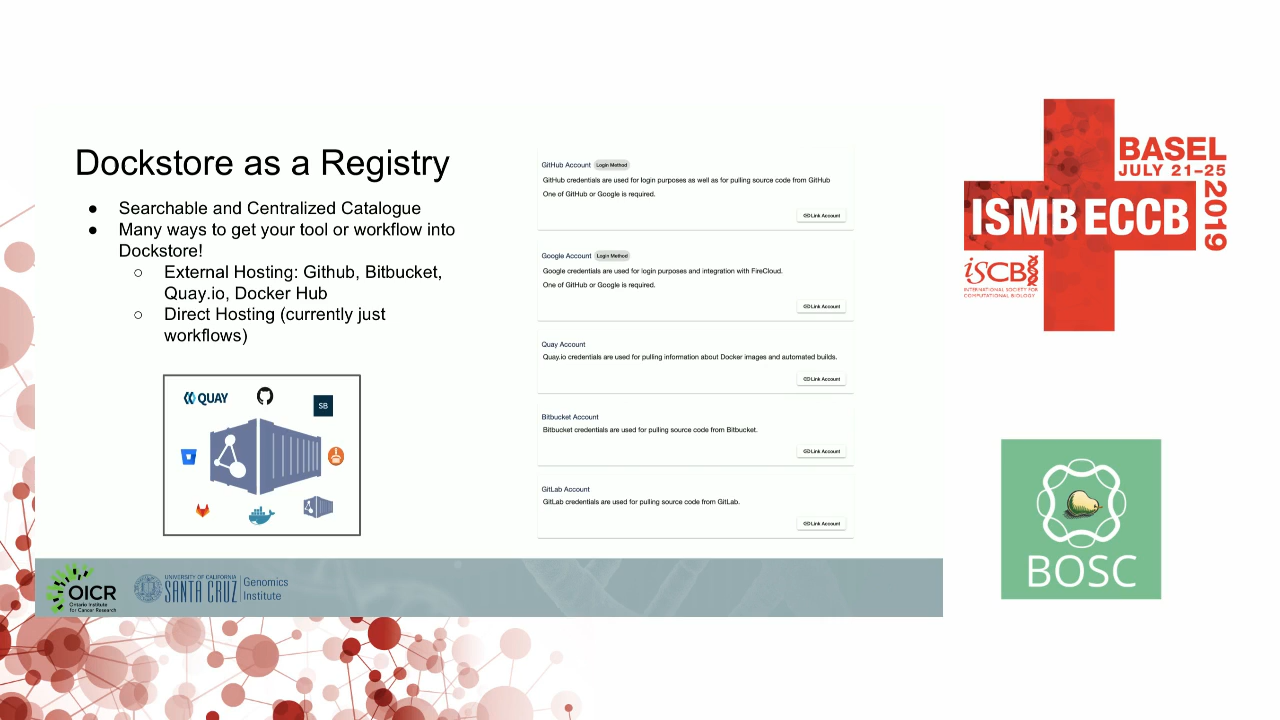 Dockstore as a Registry
● Searchable and Centralized Catalogue
● Many ways to get your tool or workflow into
Dockstore!
○ External Hosting: Github, Bitbucket,
Quay.io, Docker Hub
○ Direct Hosting (currently just
workflows)
QUAY
SB
GitHub Account Login Method
GitHub credentials are used for login purposes as well as for pulling source code from GitHub
One of GitHub or Google is required.
Link Account
Google Account Login Method
Google credentials are used for login purposes and integration with FireCloud.
One of GitHub or Google is required.
Link Account
Quay Account
Quay.io credentials are used for pulling information about Docker images and automated builds.
Link Account
Bitbucket Account
Bitbucket credentials are used for pulling source code from Bitbucket.
Link Account
GitLab Account
GitLab credentials are used for pulling source code from GitLab.
Link Account
OICR
Ontario Institute
for Cancer Research
UNIVERSITY OF CALIFORNIA
SANTA CRUZ
Genomics
Institute
BASEL
JULY 21–25
2019
ISMB ECCB
iSCB
INTERNATIONAL SOCIETY FOR
COMPUTATIONAL BIOLOGY
BOSC